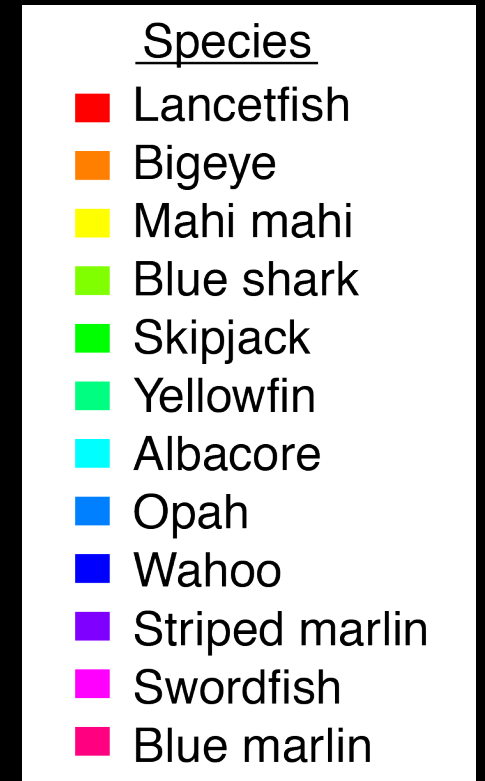 Species
Lancetfish
Bigeye
Mahi mahi
Blue shark
Skipjack
Yellowfin
Albacore
Opah
Wahoo
Striped marlin
Swordfish
Blue marlin